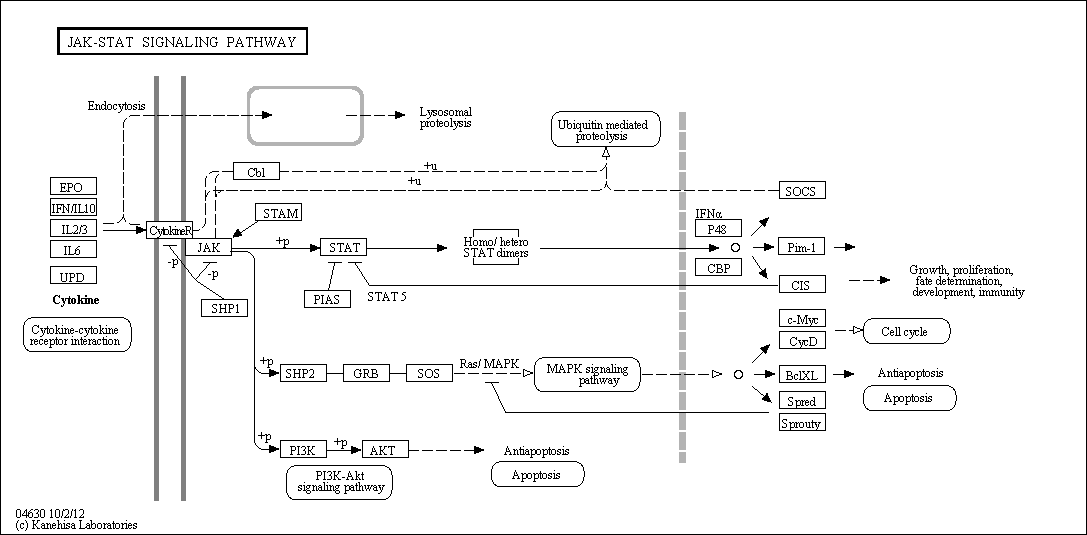 JAK-STAT SIGNALING PATHWAY
Endocytosis
Lysosomal
proteolysis
Ubiquitin mediated
proteolysis
Cbl
+u
+u
EPO
IFN/IL10
IL2/3
IL6
UPD
Cytokine
Cytokine-cytokine
receptor interaction
CytokineR
JAK
STAM
-p
-p
SHP1
+p
STAT
PIAS
STAT5
Homo/ hetero
STAT dimers
IFNα
P48
CBP
SOCS
Pim-1
CIS
Growth, proliferation,
fate determination,
development, immunity
c-Myc
CycD
Cell cycle
BclXL
Antiapoptosis
Spred
Apoptosis
Sprouty
+p
SHP2
GRB
SOS
Ras/ MAPK
MAPK signaling
pathway
+p
PI3K
+p
AKT
Antiapoptosis
PI3K-Akt
signaling pathway
Apoptosis
04630 10/2/12
(c) Kanehisa Laboratories